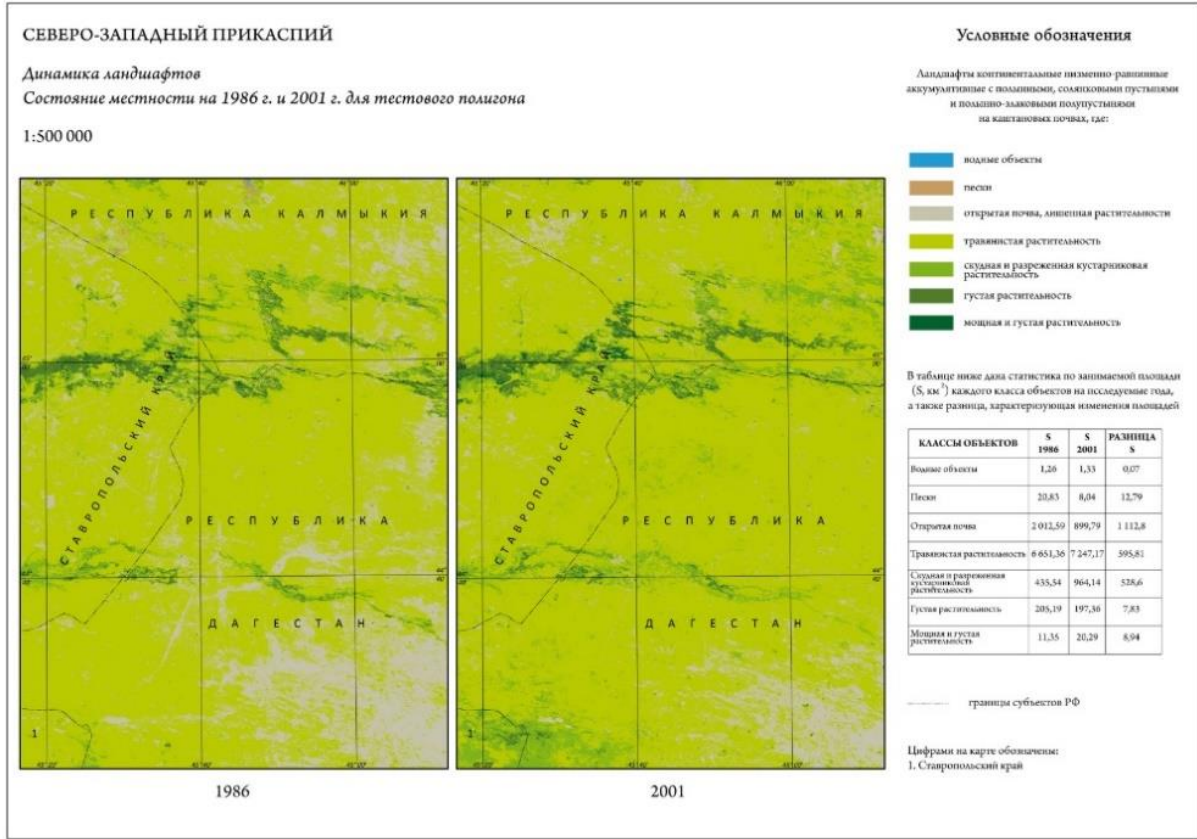 СЕВЕРО-ЗАПАДНЫЙ ПРИКАСПИЙ
Динамика ландшафтов
Состояние местности на 1986 г. и 2001 г. для тестового полигона
1:500 000
РЕСПУБЛИКА КАЛМЫКИЯ
СТАВРОПОЛЬСКИЙ КРАЙ
РЕСПУБЛИКА
ДАГЕСТАН
1
1986
РЕСПУБЛИКА КАЛМЫКИЯ
СТАВРОПОЛЬСКИЙ КРАЙ
РЕСПУБЛИКА
ДАГЕСТАН
1
2001
Условные обозначения
Ландшафты континентальные низменно-равнинные
аккумулятивные с полынными, солянковыми пустынями
и полынно-злаковыми полупустынями
на каштановых почвах, где:
водные объекты
пески
открытая почва, лишенная растительности
травянистая растительность
скудная и разреженная кустарниковая
растительность
густая растительность
мощная и густая растительность
В таблице ниже дана статистика по занимаемой площади
(S, км²) каждого класса объектов на исследуемые года,
а также разница, характеризующая изменения площадей
КЛАССЫ ОБЪЕКТОВ S 1986 S 2001 РАЗНИЦА S
Водные объекты 1,26 1,33 0,07
Пески 20,83 8,04 12,79
Открытая почва 2 012,59 899,79 1 112,8
Травянистая растительность 6 651,36 7 247,17 595,81
Скудная и разреженная кустарниковая растительность 435,54 964,14 528,6
Густая растительность 205,19 197,36 7,83
Мощная и густая растительность 11,35 20,29 8,94
границы субъектов РФ
Цифрами на карте обозначены:
1. Ставропольский край